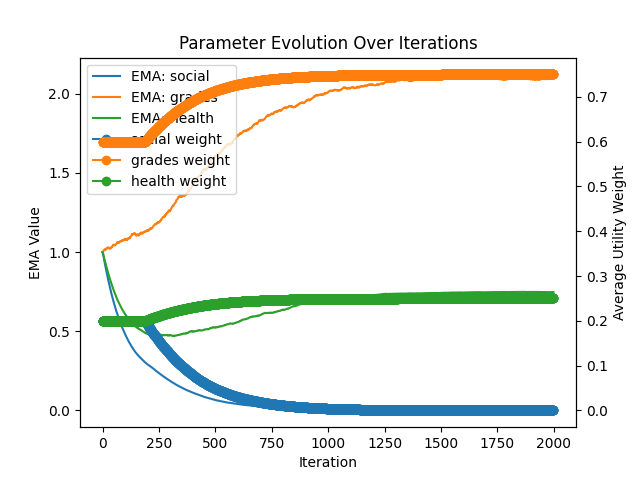 Parameter Evolution Over Iterations
EMA: social
EMA: grades
EMA: health
social weight
grades weight
health weight
2.0
1.5
1.0
0.5
0.0
EMA Value
0.7
0.6
0.5
0.4
0.3
0.2
0.1
0.0
Average Utility Weight
0 250 500 750 1000 1250 1500 1750 2000
Iteration